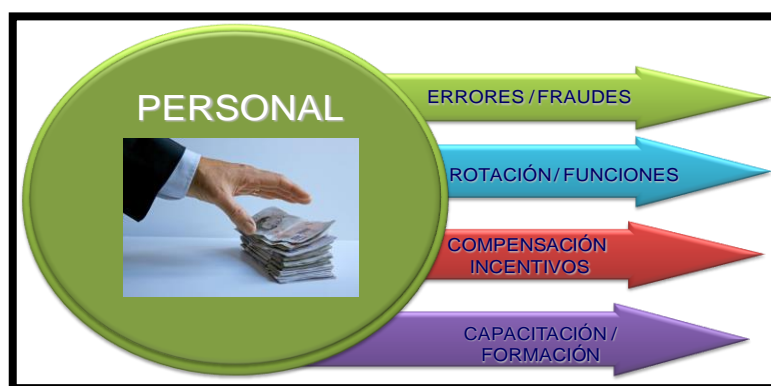 PERSONAL
ERRORES / FRAUDES
ROTACIÓN / FUNCIONES
COMPENSACIÓN
INCENTIVOS
CAPACITACIÓN /
FORMACIÓN